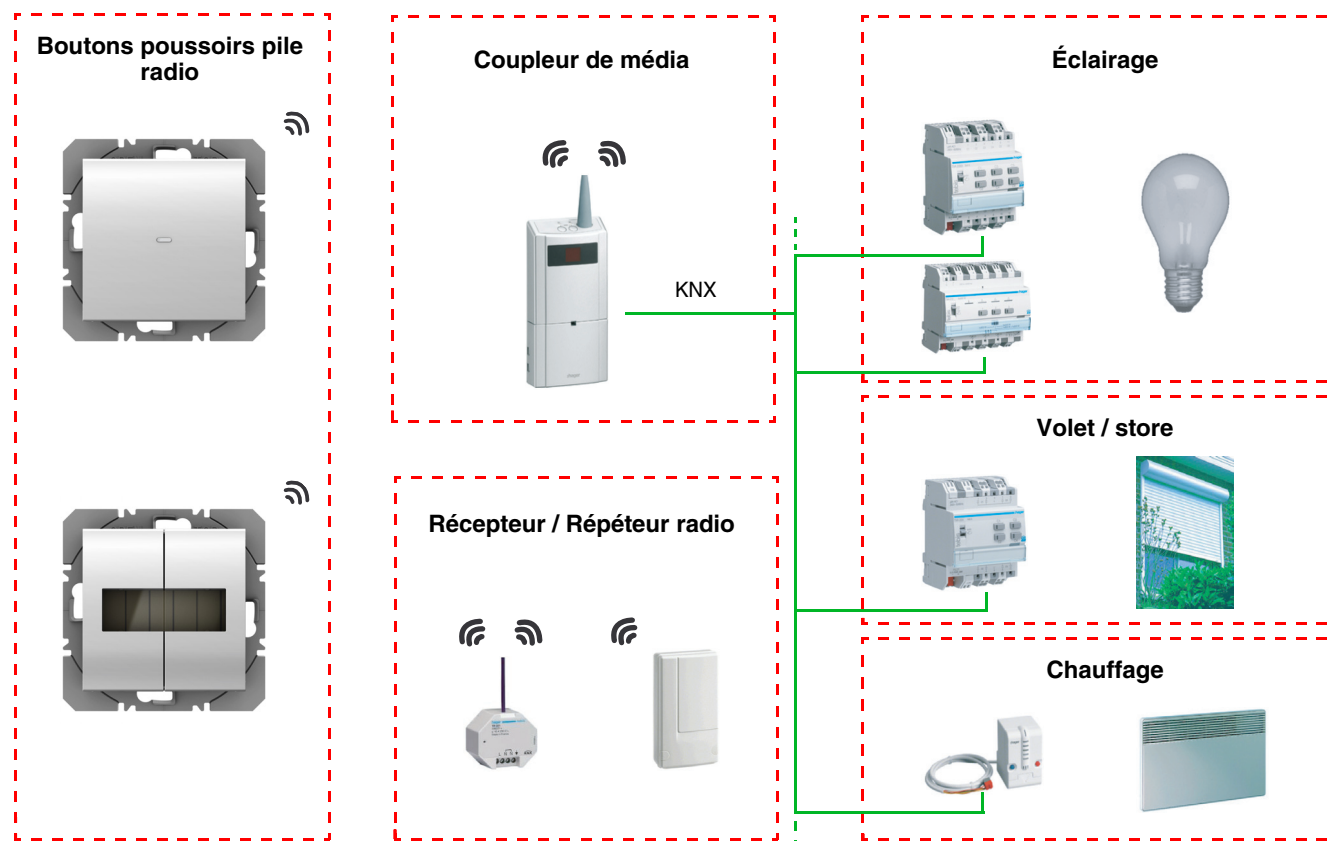 Boutons poussoirs pile
radio
Coupleur de média
KNX
Récepteur / Répéteur radio
L N N
Éclairage
Volet / store
Chauffage